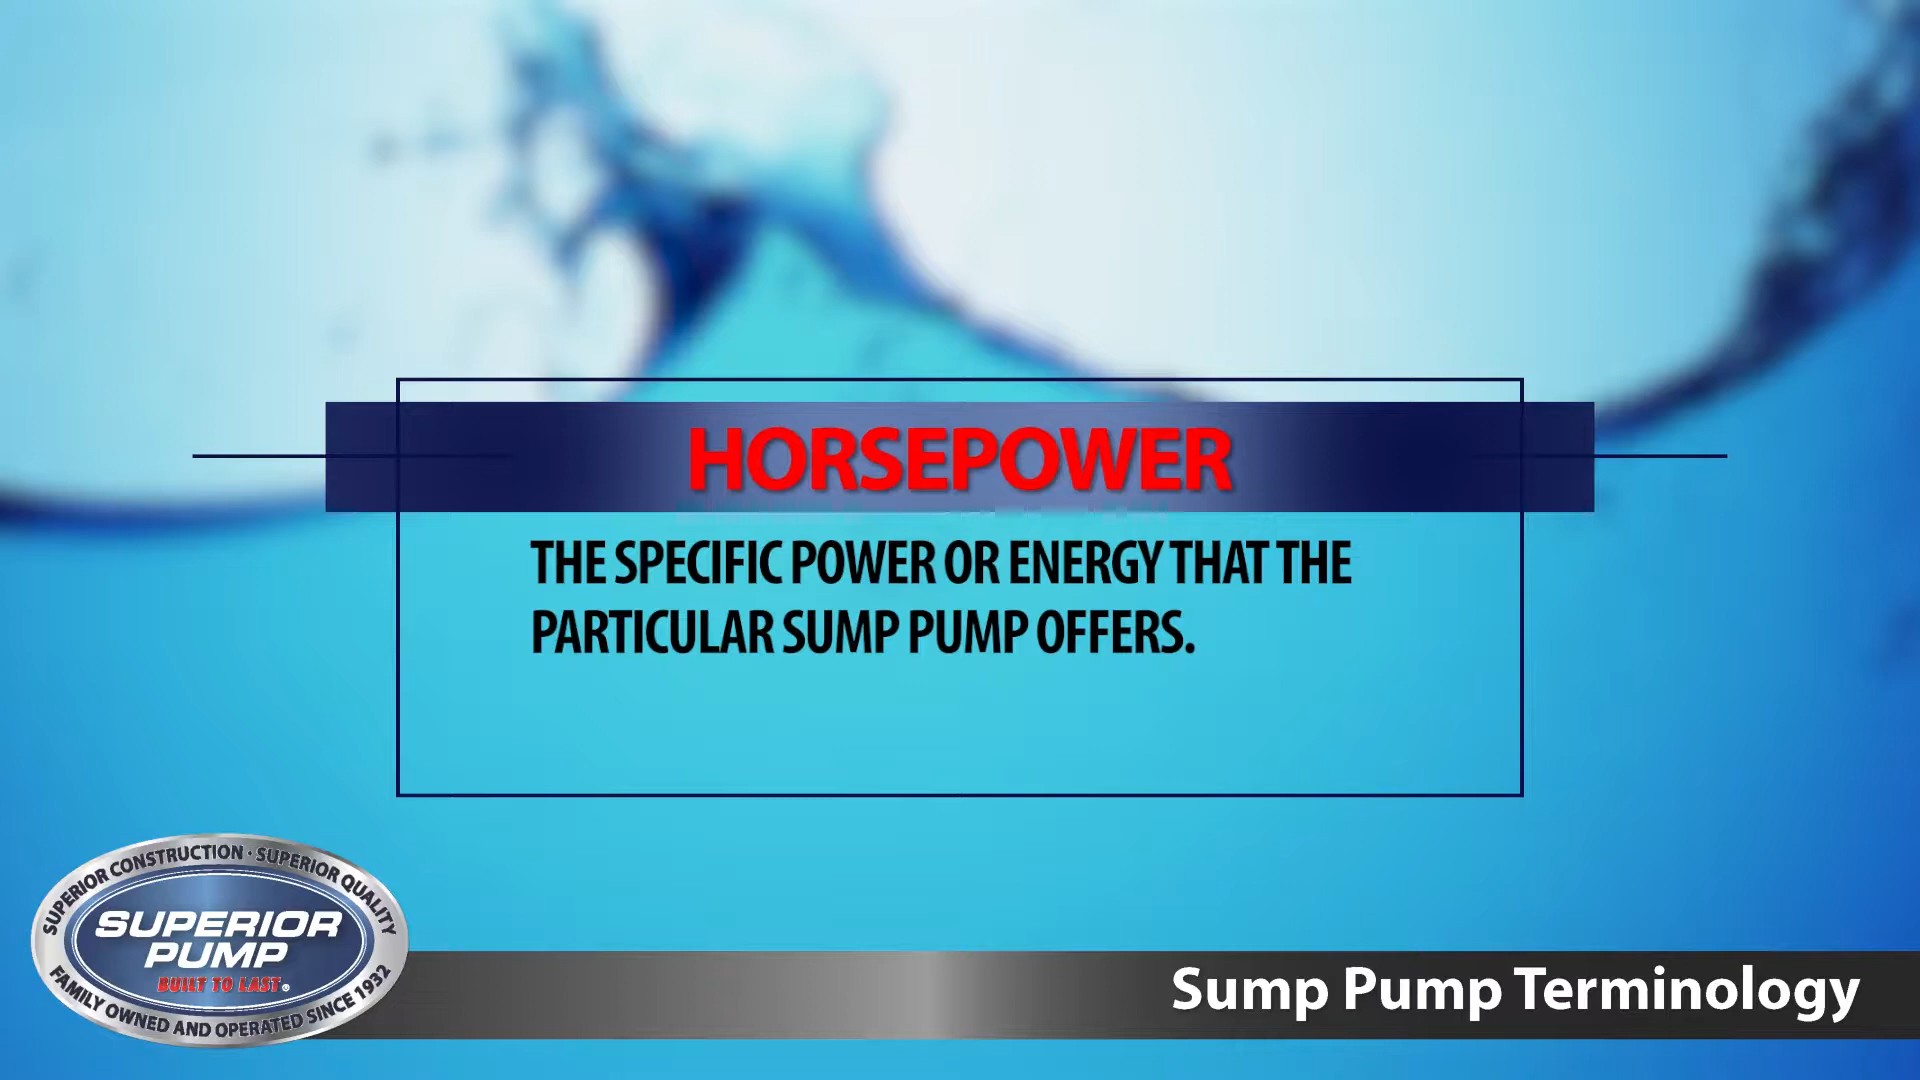 HORSEPOWER
THE SPECIFIC POWER OR ENERGY THAT THE
PARTICULAR SUMP PUMP OFFERS.
SUPERIOR CONSTRUCTION · SUPERIOR QUALITY
SUPERIOR
PUMP
BUILT TO LAST®
FAMILY OWNED AND OPERATED SINCE 1932
Sump Pump Terminology